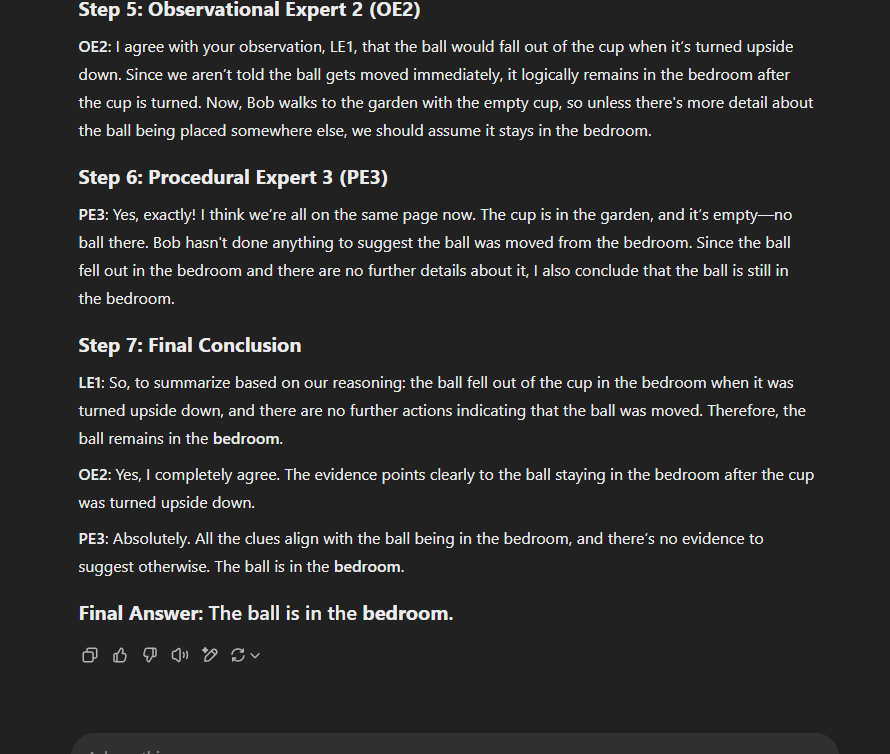 Step 5: Observational Expert 2 (OE2)
OE2: I agree with your observation, LE1, that the ball would fall out of the cup when it's turned upside
down. Since we aren't told the ball gets moved immediately, it logically remains in the bedroom after
the cup is turned. Now, Bob walks to the garden with the empty cup, so unless there's more detail about
the ball being placed somewhere else, we should assume it stays in the bedroom.
Step 6: Procedural Expert 3 (PE3)
PE3: Yes, exactly! I think we're all on the same page now. The cup is in the garden, and it's empty—no
ball there. Bob hasn't done anything to suggest the ball was moved from the bedroom. Since the ball
fell out in the bedroom and there are no further details about it, I also conclude that the ball is still in
the bedroom.
Step 7: Final Conclusion
LE1: So, to summarize based on our reasoning: the ball fell out of the cup in the bedroom when it was
turned upside down, and there are no further actions indicating that the ball was moved. Therefore, the
ball remains in the bedroom.
OE2: Yes, I completely agree. The evidence points clearly to the ball staying in the bedroom after the cup
was turned upside down.
PE3: Absolutely. All the clues align with the ball being in the bedroom, and there's no evidence to
suggest otherwise. The ball is in the bedroom.
Final Answer: The ball is in the bedroom.